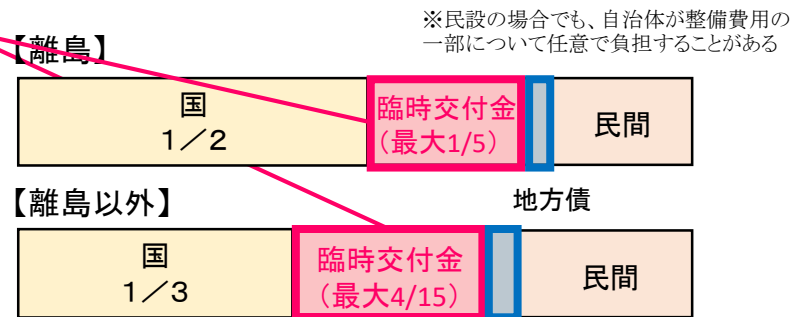 ※民設の場合でも、自治体が整備費用の
一部について任意で負担することがある
【離島】
国
1／2
臨時交付金
（最大1/5）
民間
【離島以外】
地方債
国
1／3
臨時交付金
（最大4/15）
民間